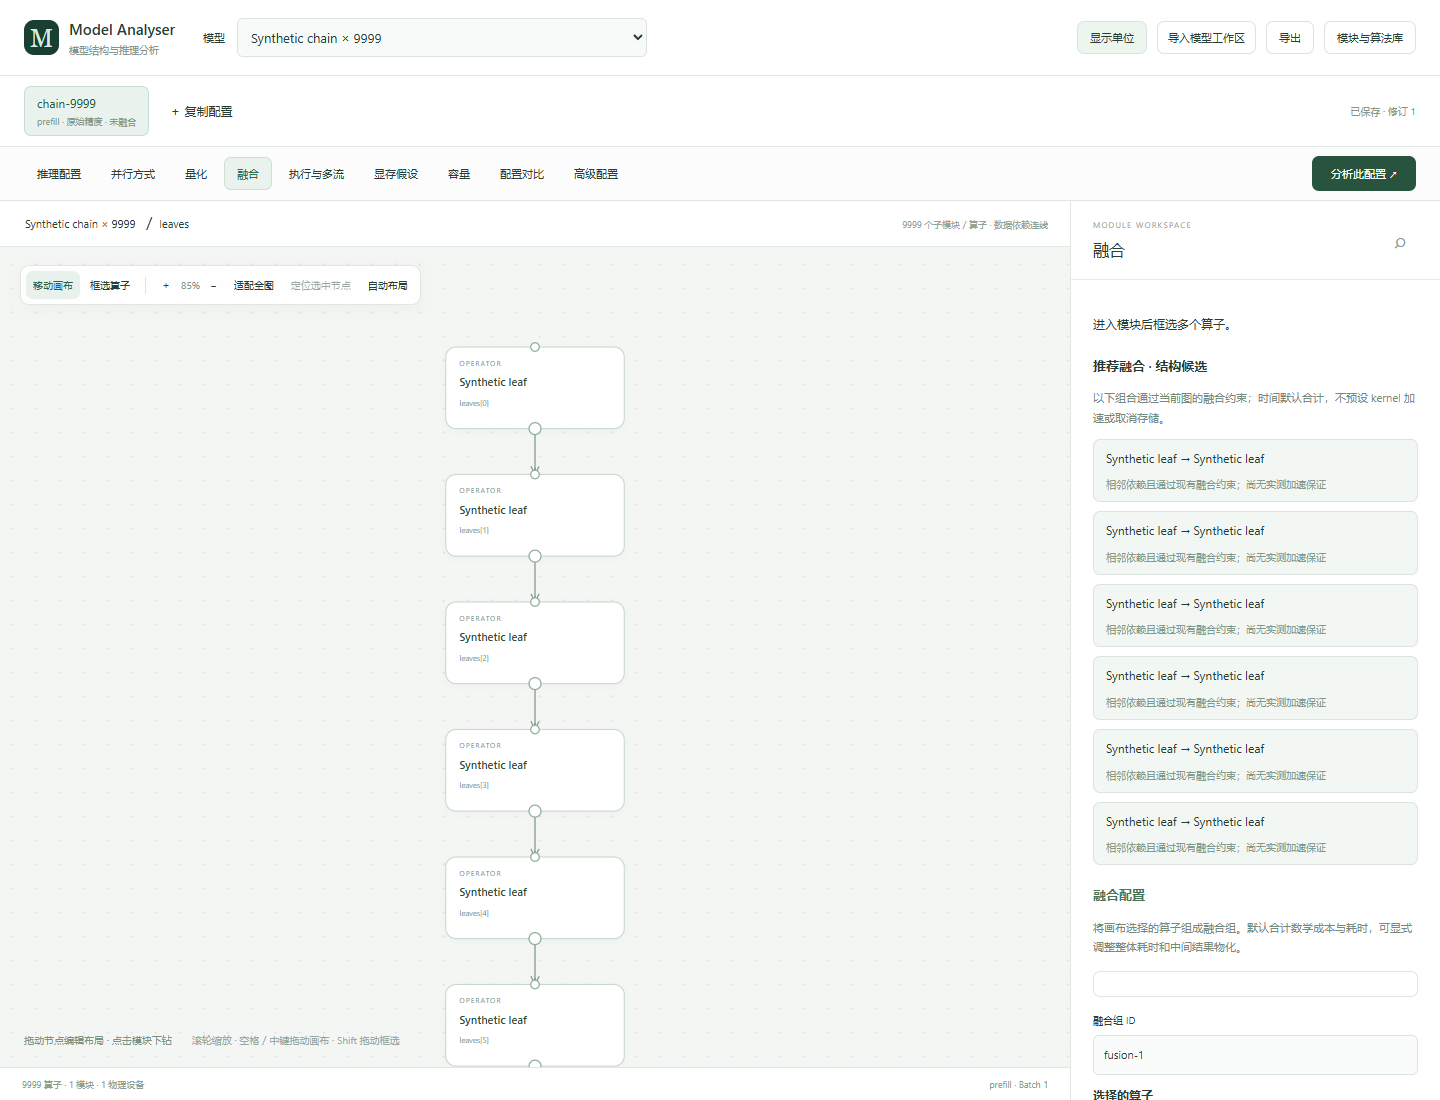 M
Model Analyser
模型结构与推理分析
模型
Synthetic chain × 9999
显示单位
导入模型工作区
导出
模块与算法库
chain-9999
prefill · 原始精度 · 未融合
+ 复制配置
已保存 · 修订 1
推理配置
并行方式
量化
融合
执行与多流
显存假设
容量
配置对比
高级配置
分析此配置 ↗
Synthetic chain × 9999 / leaves
9999 个子模块 / 算子 · 数据依赖连线
移动画布
框选算子
+ 85% −
适配全图
定位选中节点
自动布局
OPERATOR
Synthetic leaf
leaves[0]
OPERATOR
Synthetic leaf
leaves[1]
OPERATOR
Synthetic leaf
leaves[2]
OPERATOR
Synthetic leaf
leaves[3]
OPERATOR
Synthetic leaf
leaves[4]
OPERATOR
Synthetic leaf
leaves[5]
拖动节点编辑布局 · 点击模块下钻
滚轮缩放 · 空格 / 中键拖动画布 · Shift 拖动框选
9999 算子 · 1 模块 · 1 物理设备
prefill · Batch 1
MODULE WORKSPACE
融合
进入模块后框选多个算子。
推荐融合 · 结构候选
以下组合通过当前图的融合约束；时间默认合计，不预设 kernel 加
速或取消存储。
Synthetic leaf → Synthetic leaf
相邻依赖且通过现有融合约束；尚无实测加速保证
Synthetic leaf → Synthetic leaf
相邻依赖且通过现有融合约束；尚无实测加速保证
Synthetic leaf → Synthetic leaf
相邻依赖且通过现有融合约束；尚无实测加速保证
Synthetic leaf → Synthetic leaf
相邻依赖且通过现有融合约束；尚无实测加速保证
Synthetic leaf → Synthetic leaf
相邻依赖且通过现有融合约束；尚无实测加速保证
Synthetic leaf → Synthetic leaf
相邻依赖且通过现有融合约束；尚无实测加速保证
融合配置
将画布选择的算子组成融合组。默认合计数学成本与耗时，可显式
调整整体耗时和中间结果物化。
融合组 ID
fusion-1
选择的算子